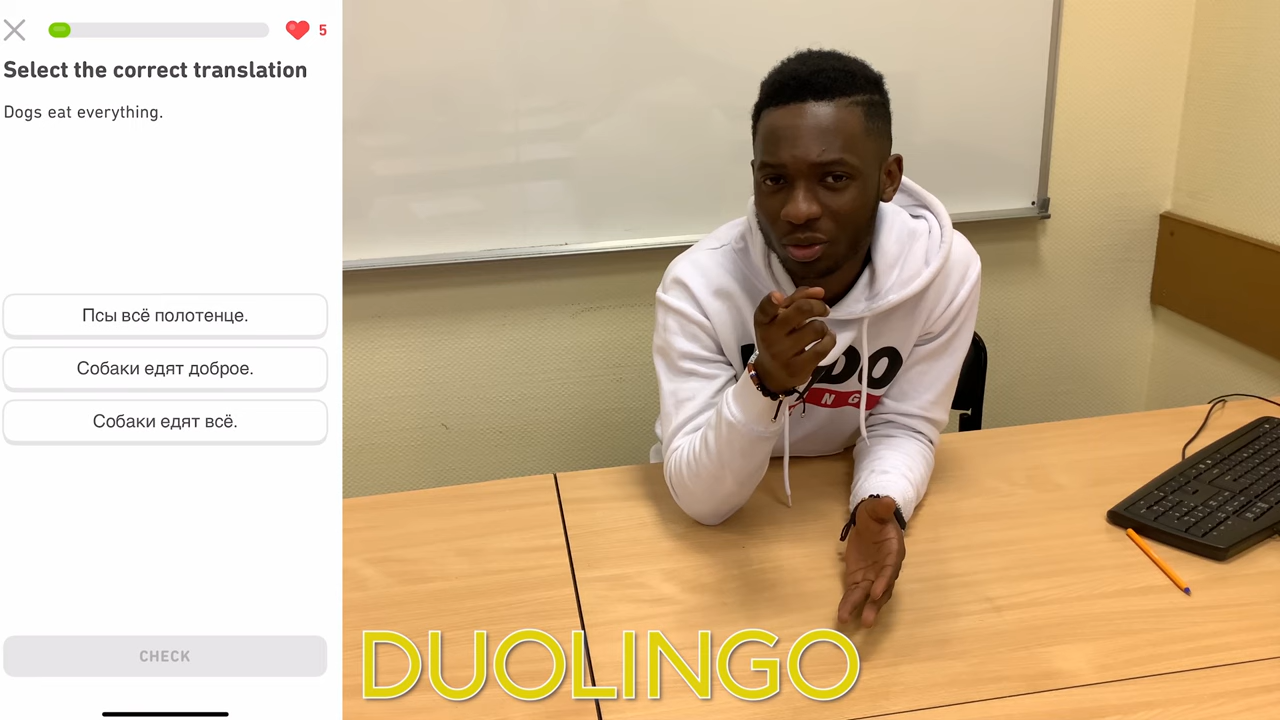 5
Select the correct translation
Dogs eat everything.
Псы всё полотенце.
Собаки едят доброе.
Собаки едят всё.
CHECK
DUOLINGO